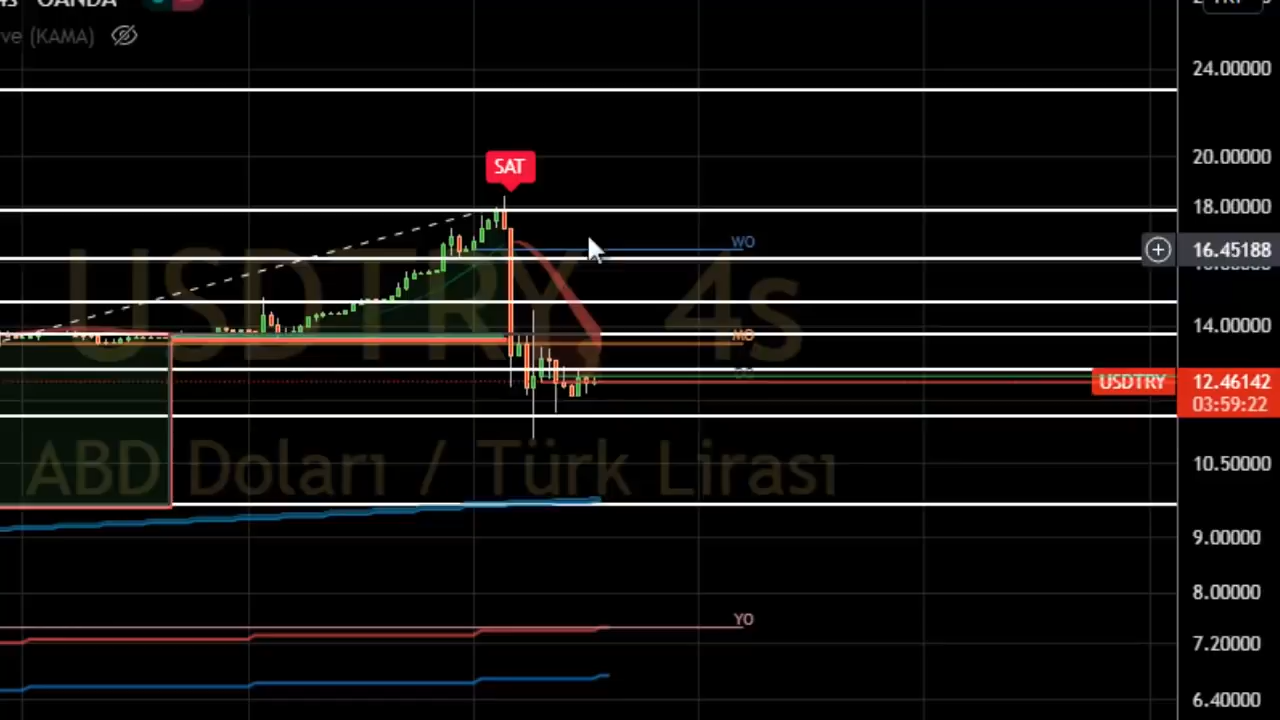 OANDA
ve (KAMA)
24.00000
20.00000
SAT
18.00000
WO
16.45188
USDTRY 4s
14.00000
MO
USDTRY 12.46142
03:59:22
ABD Doları / Türk Lirası
10.50000
9.00000
8.00000
YO
7.20000
6.40000